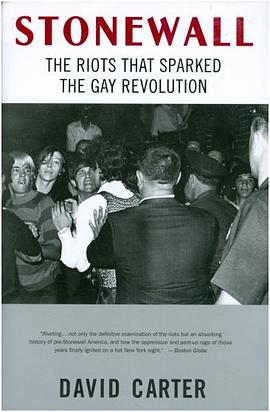 STONEWALL
THE RIOTS THAT SPARKED
THE GAY REVOLUTION
"Riveting...not only the definitive examination of the riots but an absorbing
history of pre-Stonewall America, and how the oppression and pent-up rage of those
years finally ignited on a hot New York night." —Boston Globe
DAVID CARTER